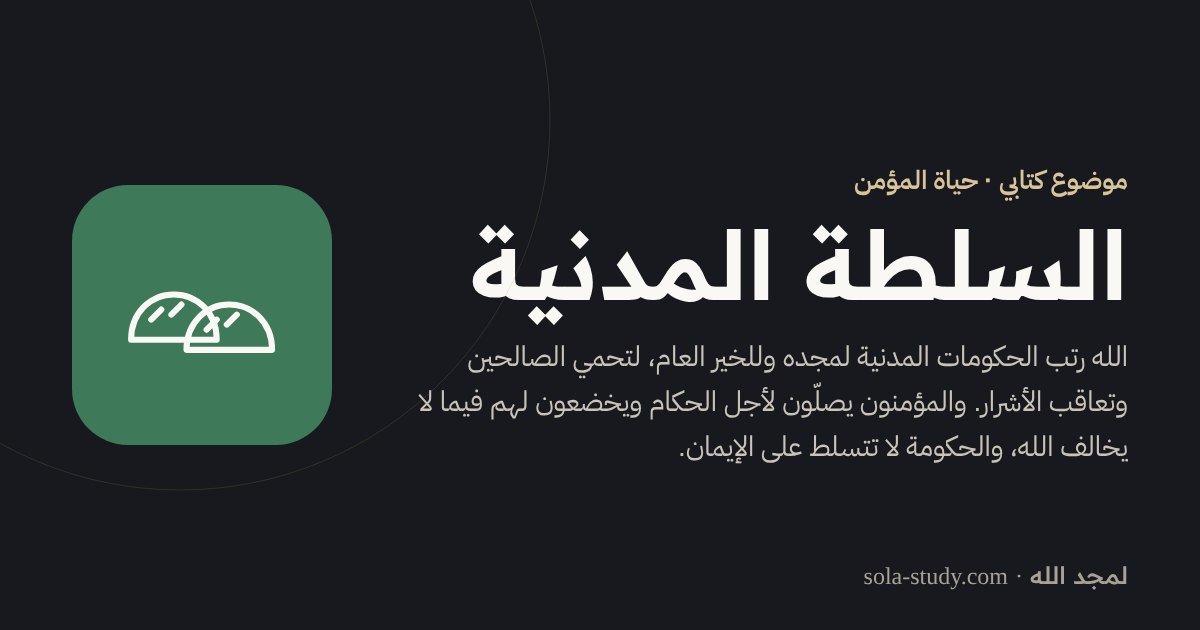 موضوع كتابي · حياة المؤمن
السلطة المدنية
الله رتب الحكومات المدنية لمجده وللخير العام، لتحمي الصالحين
وتعاقب الأشرار. والمؤمنون يصلّون لأجل الحكام ويخضعون لهم فيما لا
يخالف الله، والحكومة لا تتسلط على الإيمان.
لمجد الله · sola-study.com